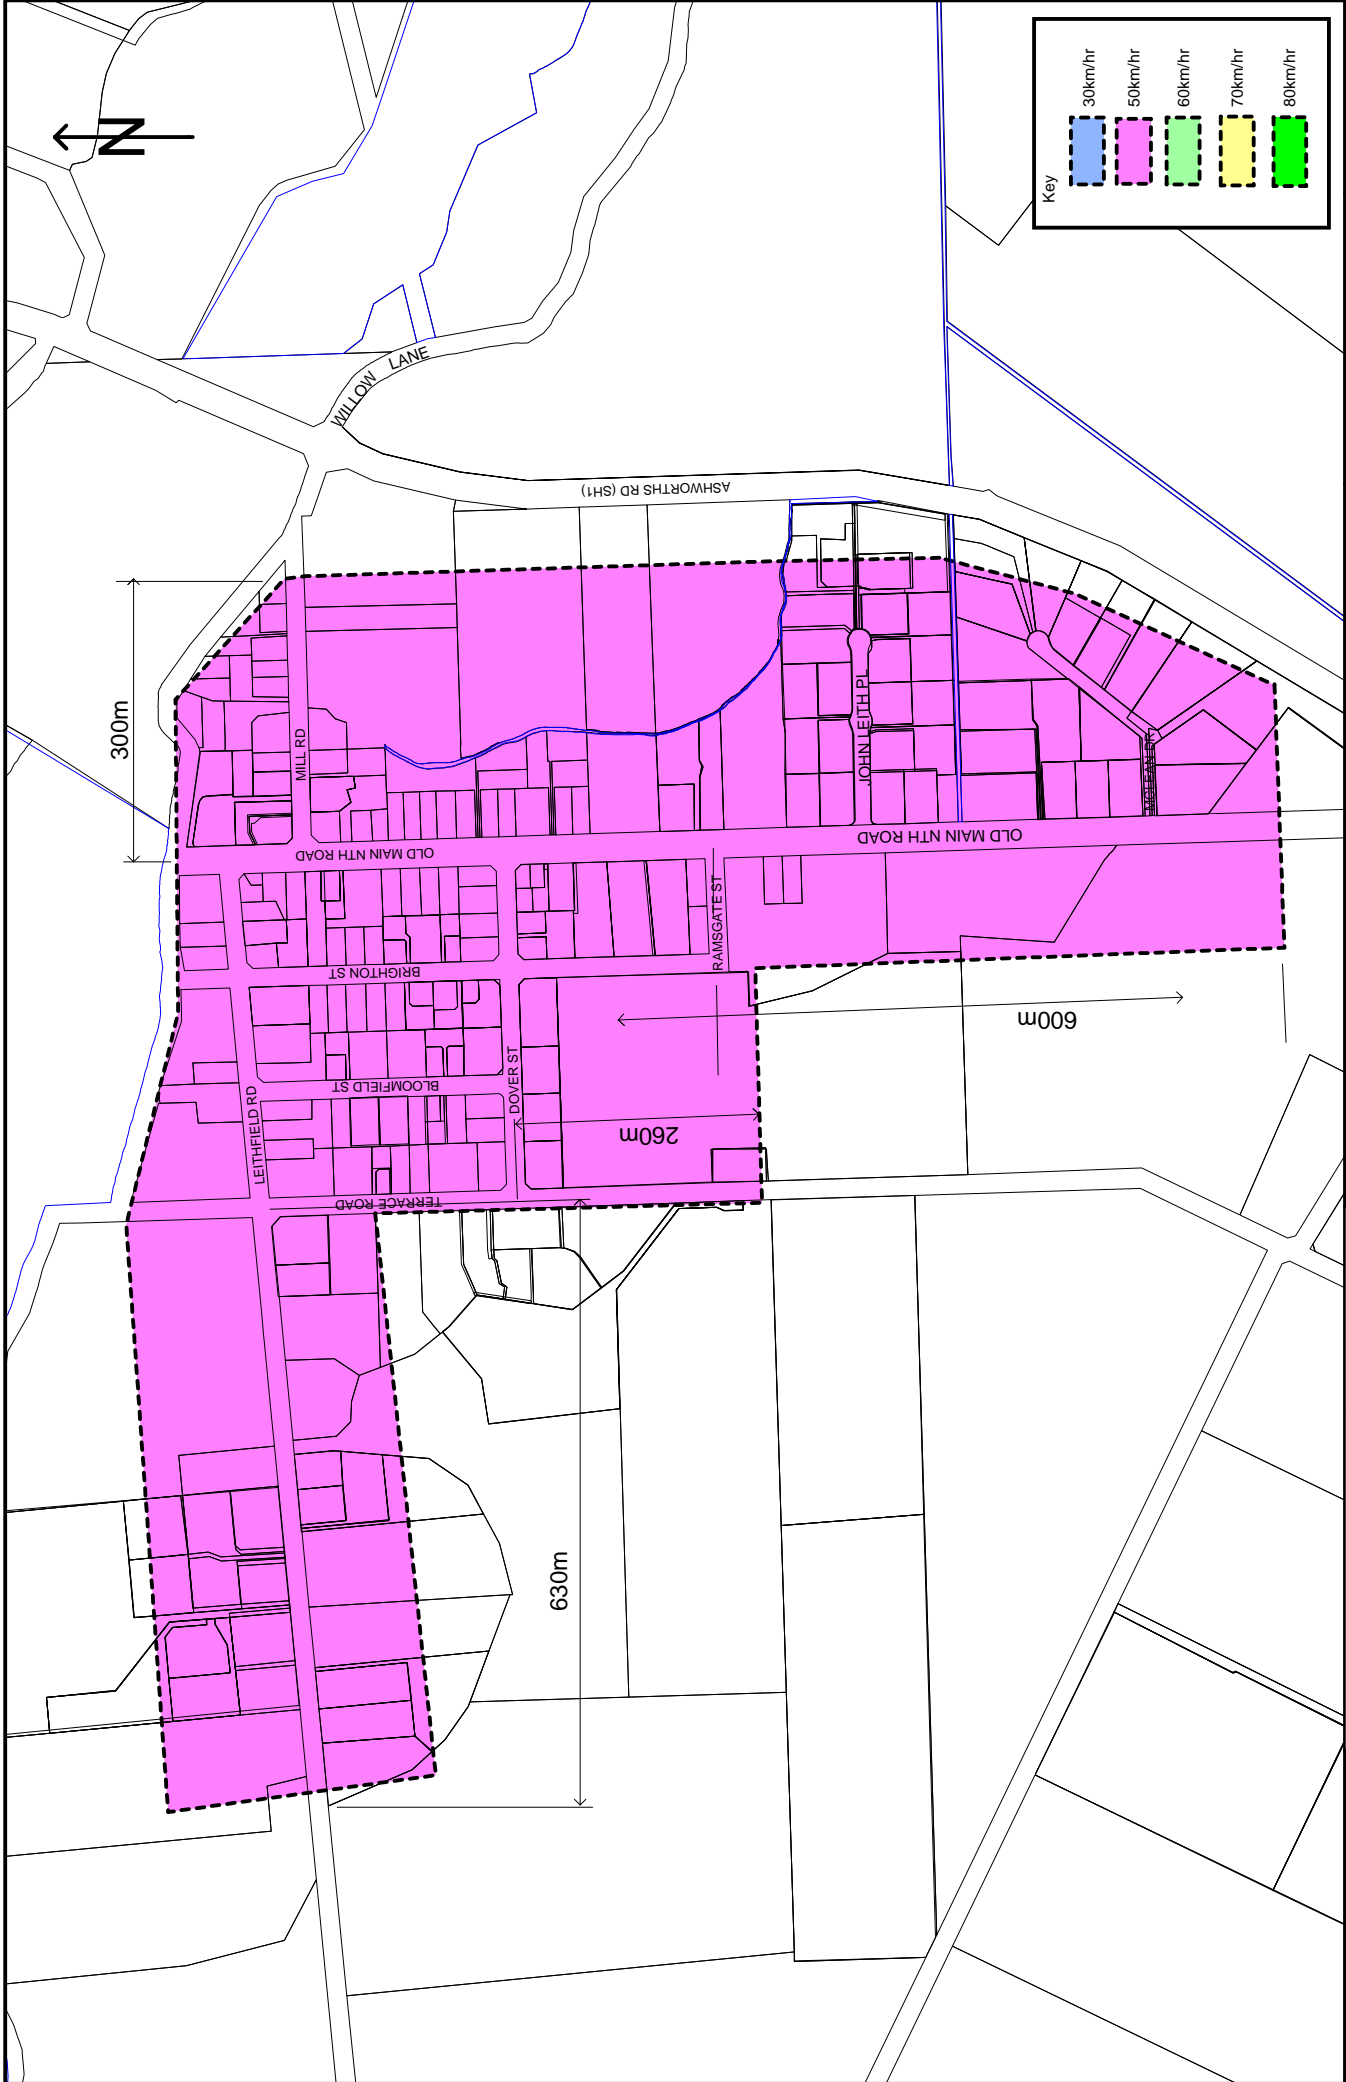 N
Key
30km/hr
50km/hr
60km/hr
70km/hr
80km/hr
WILLOW LANE
ASHWORTHS RD (SH1)
300m
MILL RD
JOHN LEITH PL
MCLEAN DR
OLD MAIN NTH ROAD
OLD MAIN NTH ROAD
RAMSGATE ST
BRIGHTON ST
600m
BLOOMFIELD ST
DOVER ST
LEITHFIELD RD
260m
TERRACE ROAD
630m